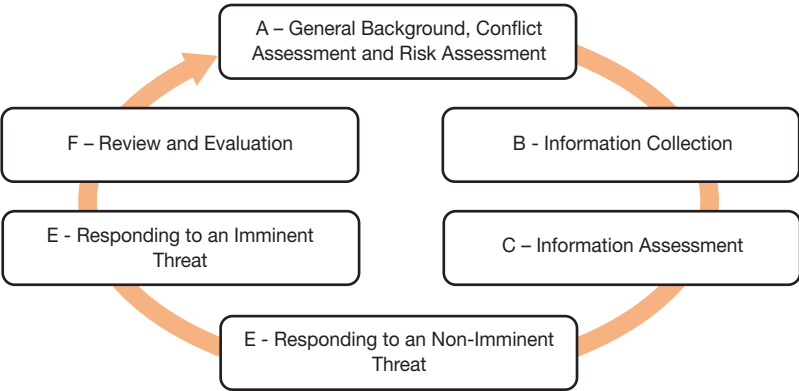 A – General Background, Conflict
Assessment and Risk Assessment
B - Information Collection
C – Information Assessment
E - Responding to an Non-Imminent
Threat
E - Responding to an Imminent
Threat
F – Review and Evaluation